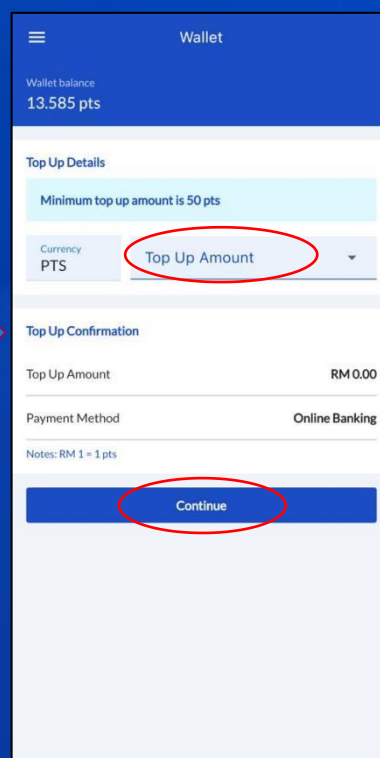 Wallet
Wallet balance
13.585 pts
Top Up Details
Minimum top up amount is 50 pts
Currency
PTS
Top Up Amount
Top Up Confirmation
Top Up Amount RM 0.00
Payment Method Online Banking
Notes: RM 1 = 1 pts
Continue